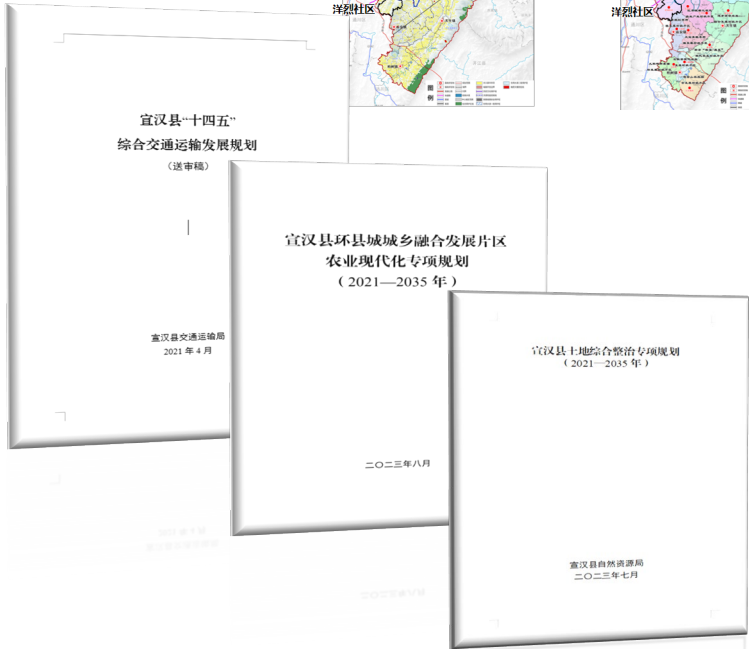 洋烈社区
洋烈社区
图
例
图
例
宣汉县“十四五”
综合交通运输发展规划
（送审稿）
宣汉县交通运输局
2021 年 4 月
宣汉县环县城城乡融合发展片区
农业现代化专项规划
（2021—2035 年）
二〇二三年八月
宣汉县土地综合整治专项规划
（2021—2035 年）
宣汉县自然资源局
二〇二三年七月